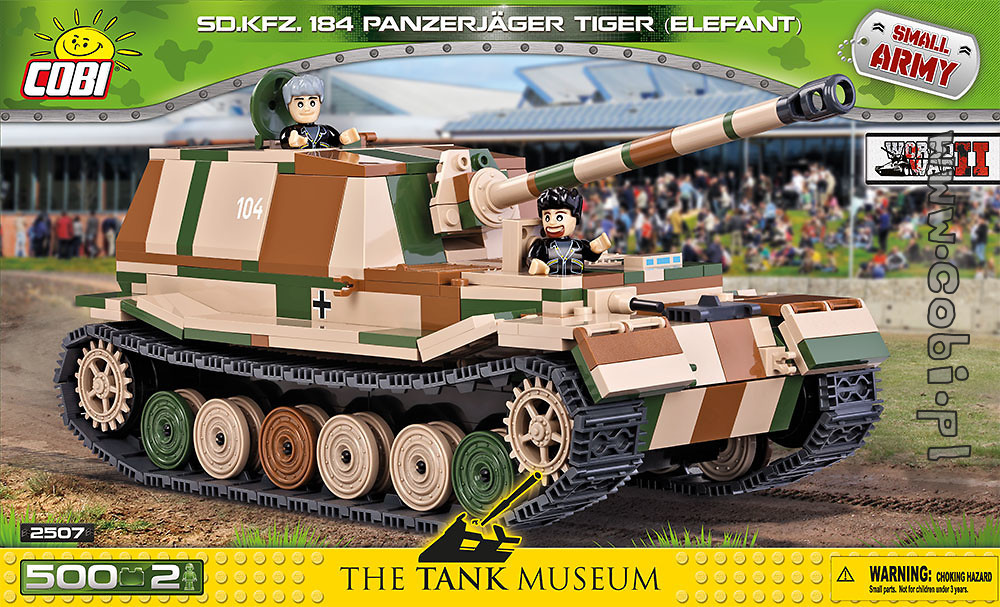 SD.KFZ. 184 PANZERJÄGER TIGER (ELEFANT)
COBI
SMALL
ARMY
WORLD
WAR II
www.cobi.pl
104
2507
500 2
THE TANK MUSEUM
WARNING: CHOKING HAZARD
Small parts. Not for children under 3 years.